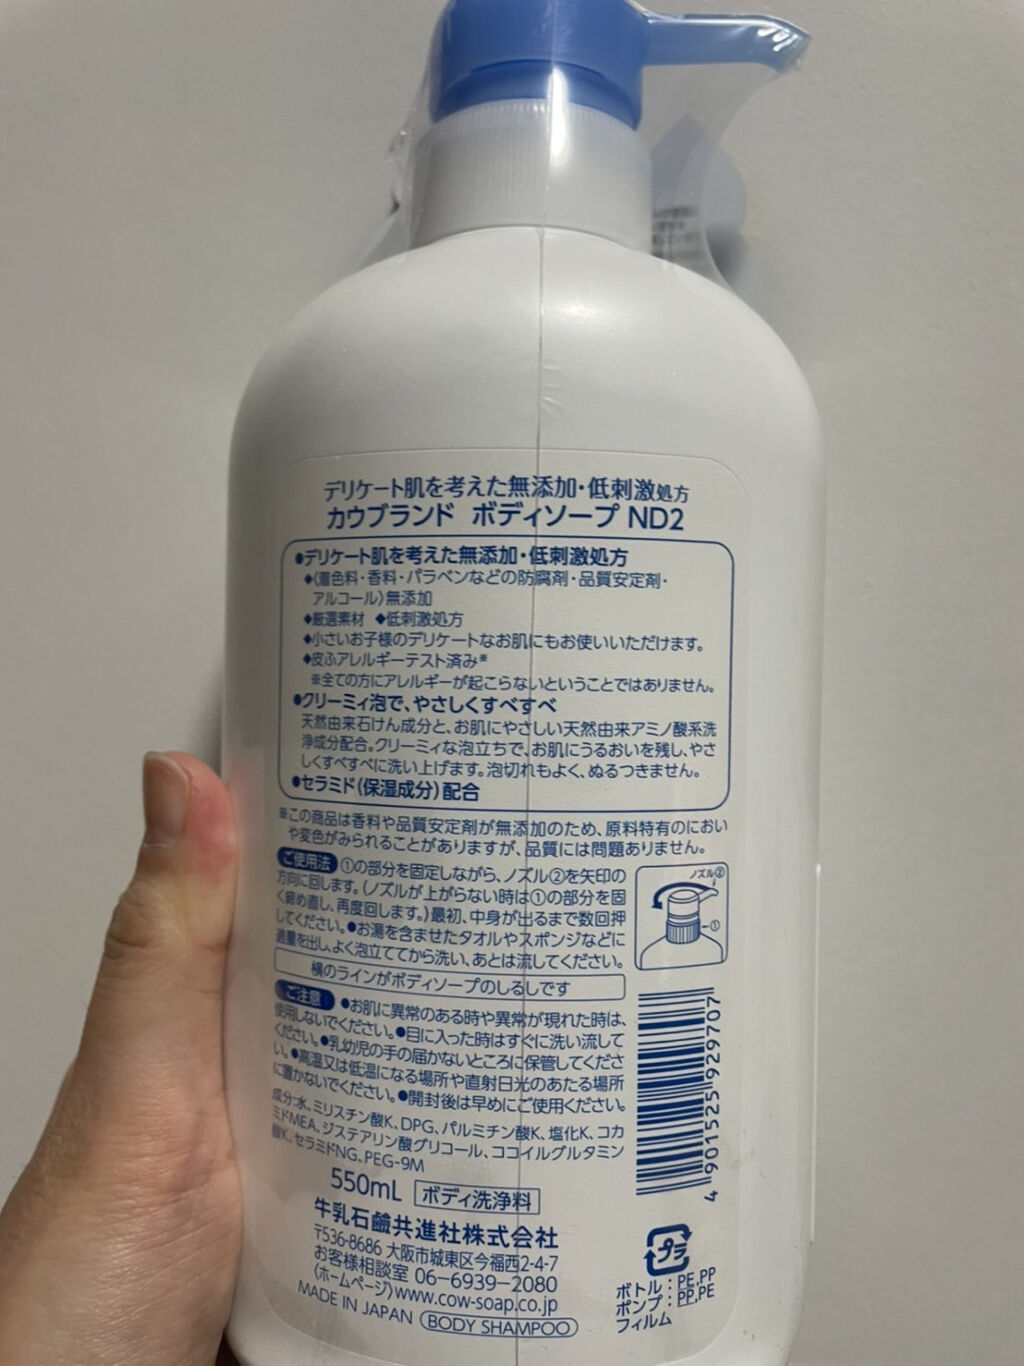 デリケート肌を考えた無添加・低刺激処方
カウブランド ボディソープ ND2
●デリケート肌を考えた無添加・低刺激処方
◆〈着色料・香料・パラベンなどの防腐剤・品質安定剤・
アルコール〉無添加
◆厳選素材 ◆低刺激処方
◆小さいお子様のデリケートなお肌にもお使いいただけます。
◆皮ふアレルギーテスト済み※
※全ての方にアレルギーが起こらないということではありません。
●クリーミィ泡で、やさしくすべすべ
天然由来石けん成分と、お肌にやさしい天然由来アミノ酸系洗
浄成分配合。クリーミィな泡立ちで、お肌にうるおいを残し、やさ
しくすべすべに洗い上げます。泡切れもよく、ぬるつきません。
●セラミド(保湿成分)配合
※この商品は香料や品質安定剤が無添加のため、原料特有のにおい
や変色がみられることがありますが、品質には問題ありません。
ご使用法 ①の部分を固定しながら、ノズル②を矢印の
方向に回します。(ノズルが上がらない時は①の部分を固
く締め直し、再度回します。)最初、中身が出るまで数回押
してください。●お湯を含ませたタオルやスポンジなどに
適量を出し、よく泡立ててから洗い、あとは流してください。
ノズル②
①
横のラインがボディソープのしるしです
ご注意 ●お肌に異常のある時や異常が現れた時は、
使用しないでください。●目に入った時はすぐに洗い流して
ください。●乳幼児の手の届かないところに保管してくださ
い。●高温又は低温になる場所や直射日光のあたる場所
に置かないでください。●開封後は早めにご使用ください。
成分:水、ミリスチン酸K、DPG、パルミチン酸K、塩化K、コカ
ミドMEA、ジステアリン酸グリコール、ココイルグルタミン
酸K、セラミドNG、PEG-9M
4 901525 929707
550mL ボディ洗浄料
牛乳石鹼共進社株式会社
〒536-8686 大阪市城東区今福西2-4-7
お客様相談室 06-6939-2080
〈ホームページ〉www.cow-soap.co.jp
MADE IN JAPAN BODY SHAMPOO
プラ
ボトル:PE,PP
ポンプ:PP,PE
フィルム